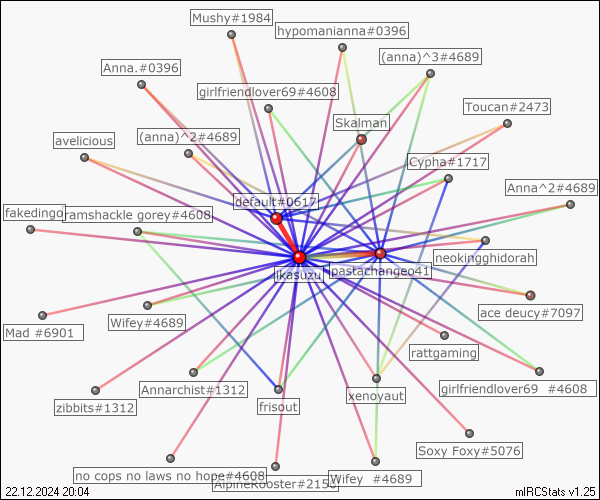 Mushy#1984
hypomanianna#0396
(anna)^3#4689
Anna.#0396
girlfriendlover69#4608
Toucan#2473
Skalman
avelicious
(anna)^2#4689
Cypha#1717
Anna^2#4689
default#0617
fakedingo
ramshackle gorey#4608
neokingghidorah
ikasuzu
pastachangeo41
ace deucy#7097
Mad #6901
Wifey#4689
rattgaming
Annarchist#1312
xenoyaut
girlfriendlover69 #4608
zibbits#1312
frisout
Soxy Foxy#5076
no cops no laws no hope#4608
Wifey #4689
22.12.2024 20:04
mIRCStats v1.25